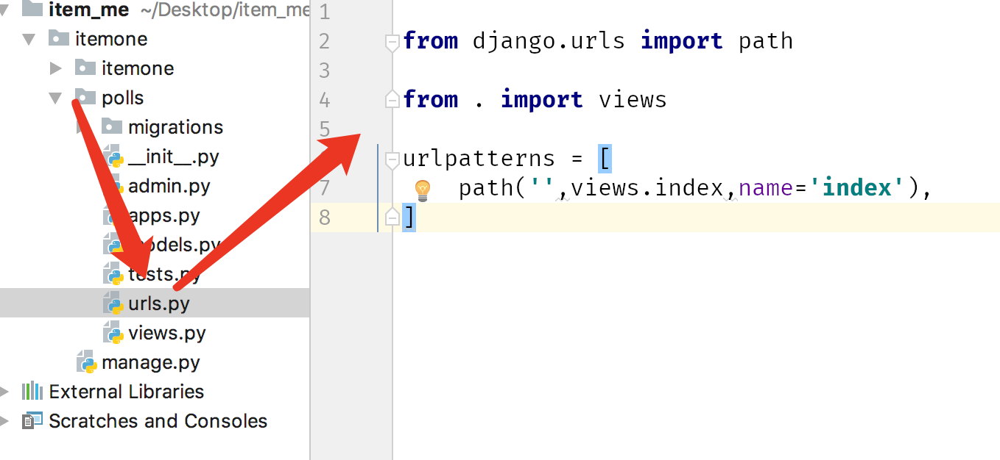 item_me ~/Desktop/item_me
itemone
itemone
polls
migrations
__init__.py
admin.py
apps.py
models.py
tests.py
urls.py
views.py
manage.py
External Libraries
Scratches and Consoles
1
2 from django.urls import path
3
4 from . import views
5
urlpatterns = [
7 path('',views.index,name='index'),
8 ]